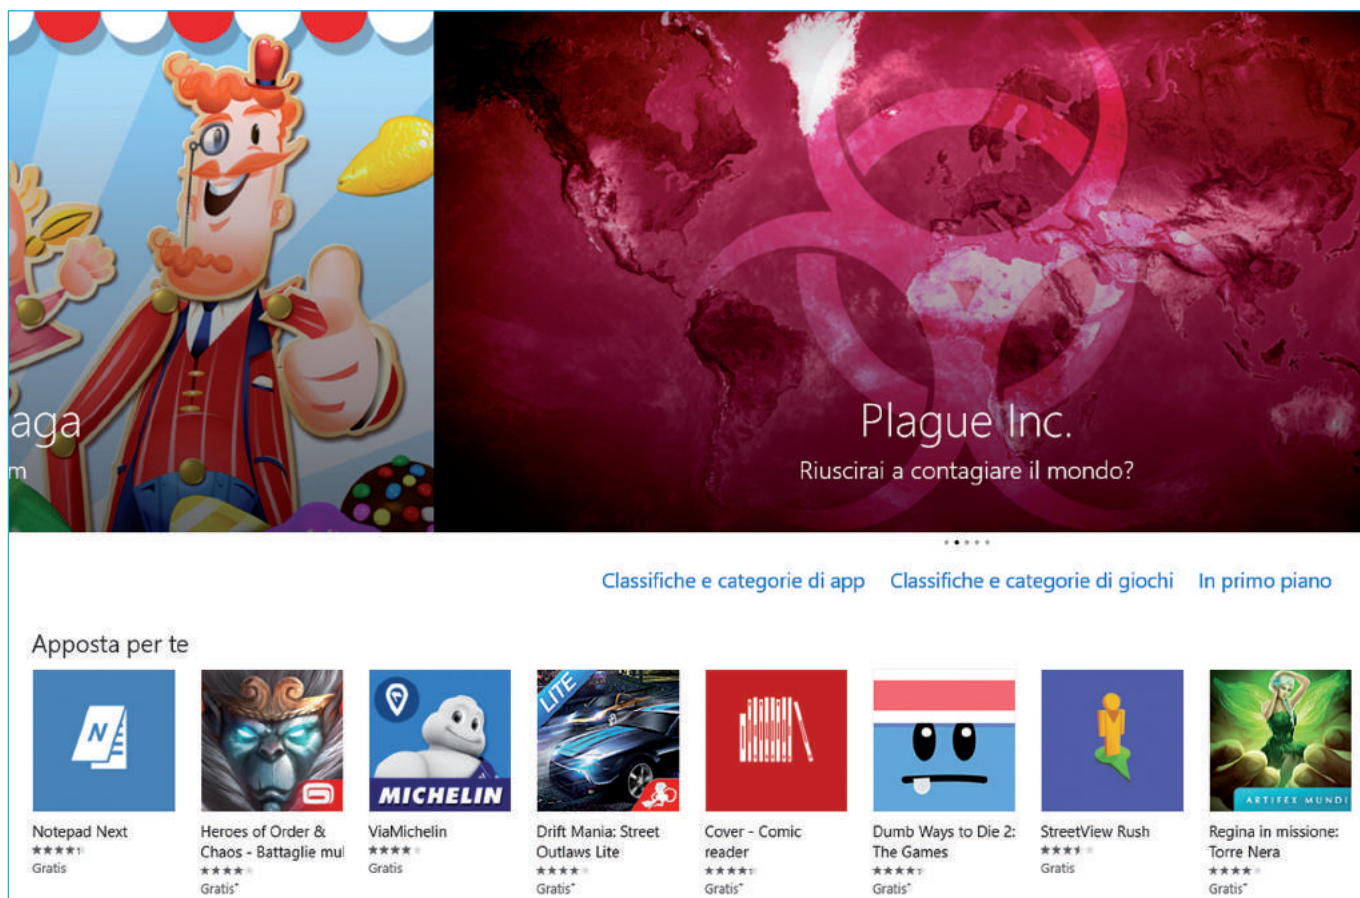 aga
m
Plague Inc.
Riuscirai a contagiare il mondo?
Classifiche e categorie di app Classifiche e categorie di giochi In primo piano
Apposta per te
N
LITE
MICHELIN
ARTIFEX MUNDI
Notepad Next
Gratis
Heroes of Order &
Chaos - Battaglie mul
Gratis*
ViaMichelin
Gratis
Drift Mania: Street
Outlaws Lite
Gratis*
Cover - Comic
reader
Gratis*
Dumb Ways to Die 2:
The Games
Gratis*
StreetView Rush
Gratis
Regina in missione:
Torre Nera
Gratis*